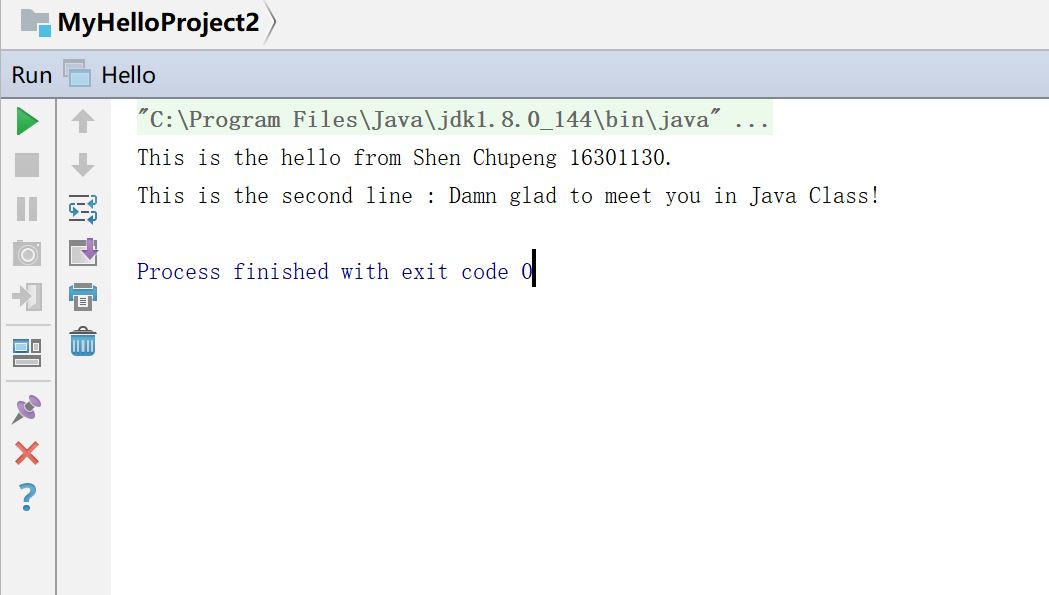 MyHelloProject2
Run Hello
"C:\Program Files\Java\jdk1.8.0_144\bin\java" ...
This is the hello from Shen Chupeng 16301130.
This is the second line : Damn glad to meet you in Java Class!
Process finished with exit code 0
?